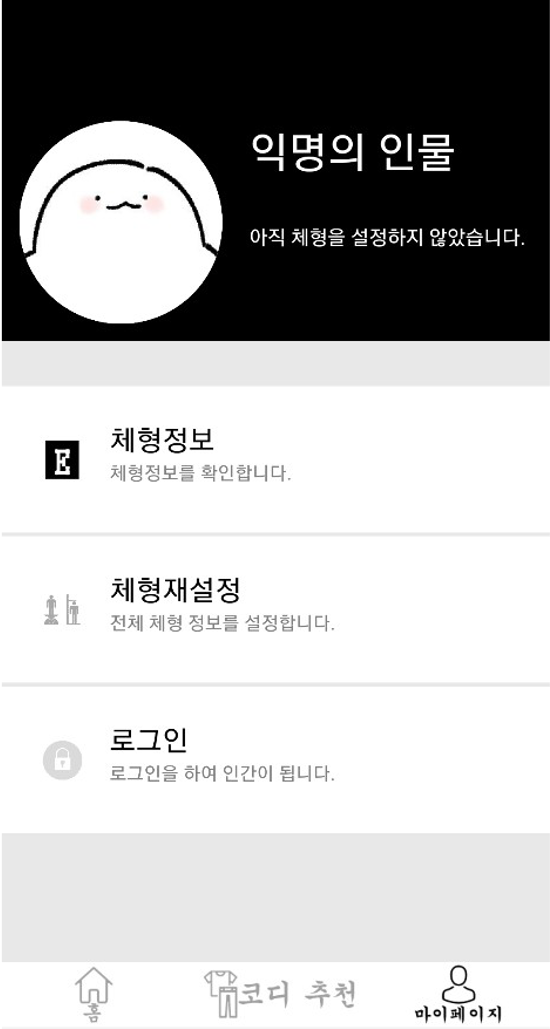 익명의 인물
아직 체형을 설정하지 않았습니다.
E
체형정보
체형정보를 확인합니다.
체형재설정
전체 체형 정보를 설정합니다.
로그인
로그인을 하여 인간이 됩니다.
홈
코디 추천
마이페이지